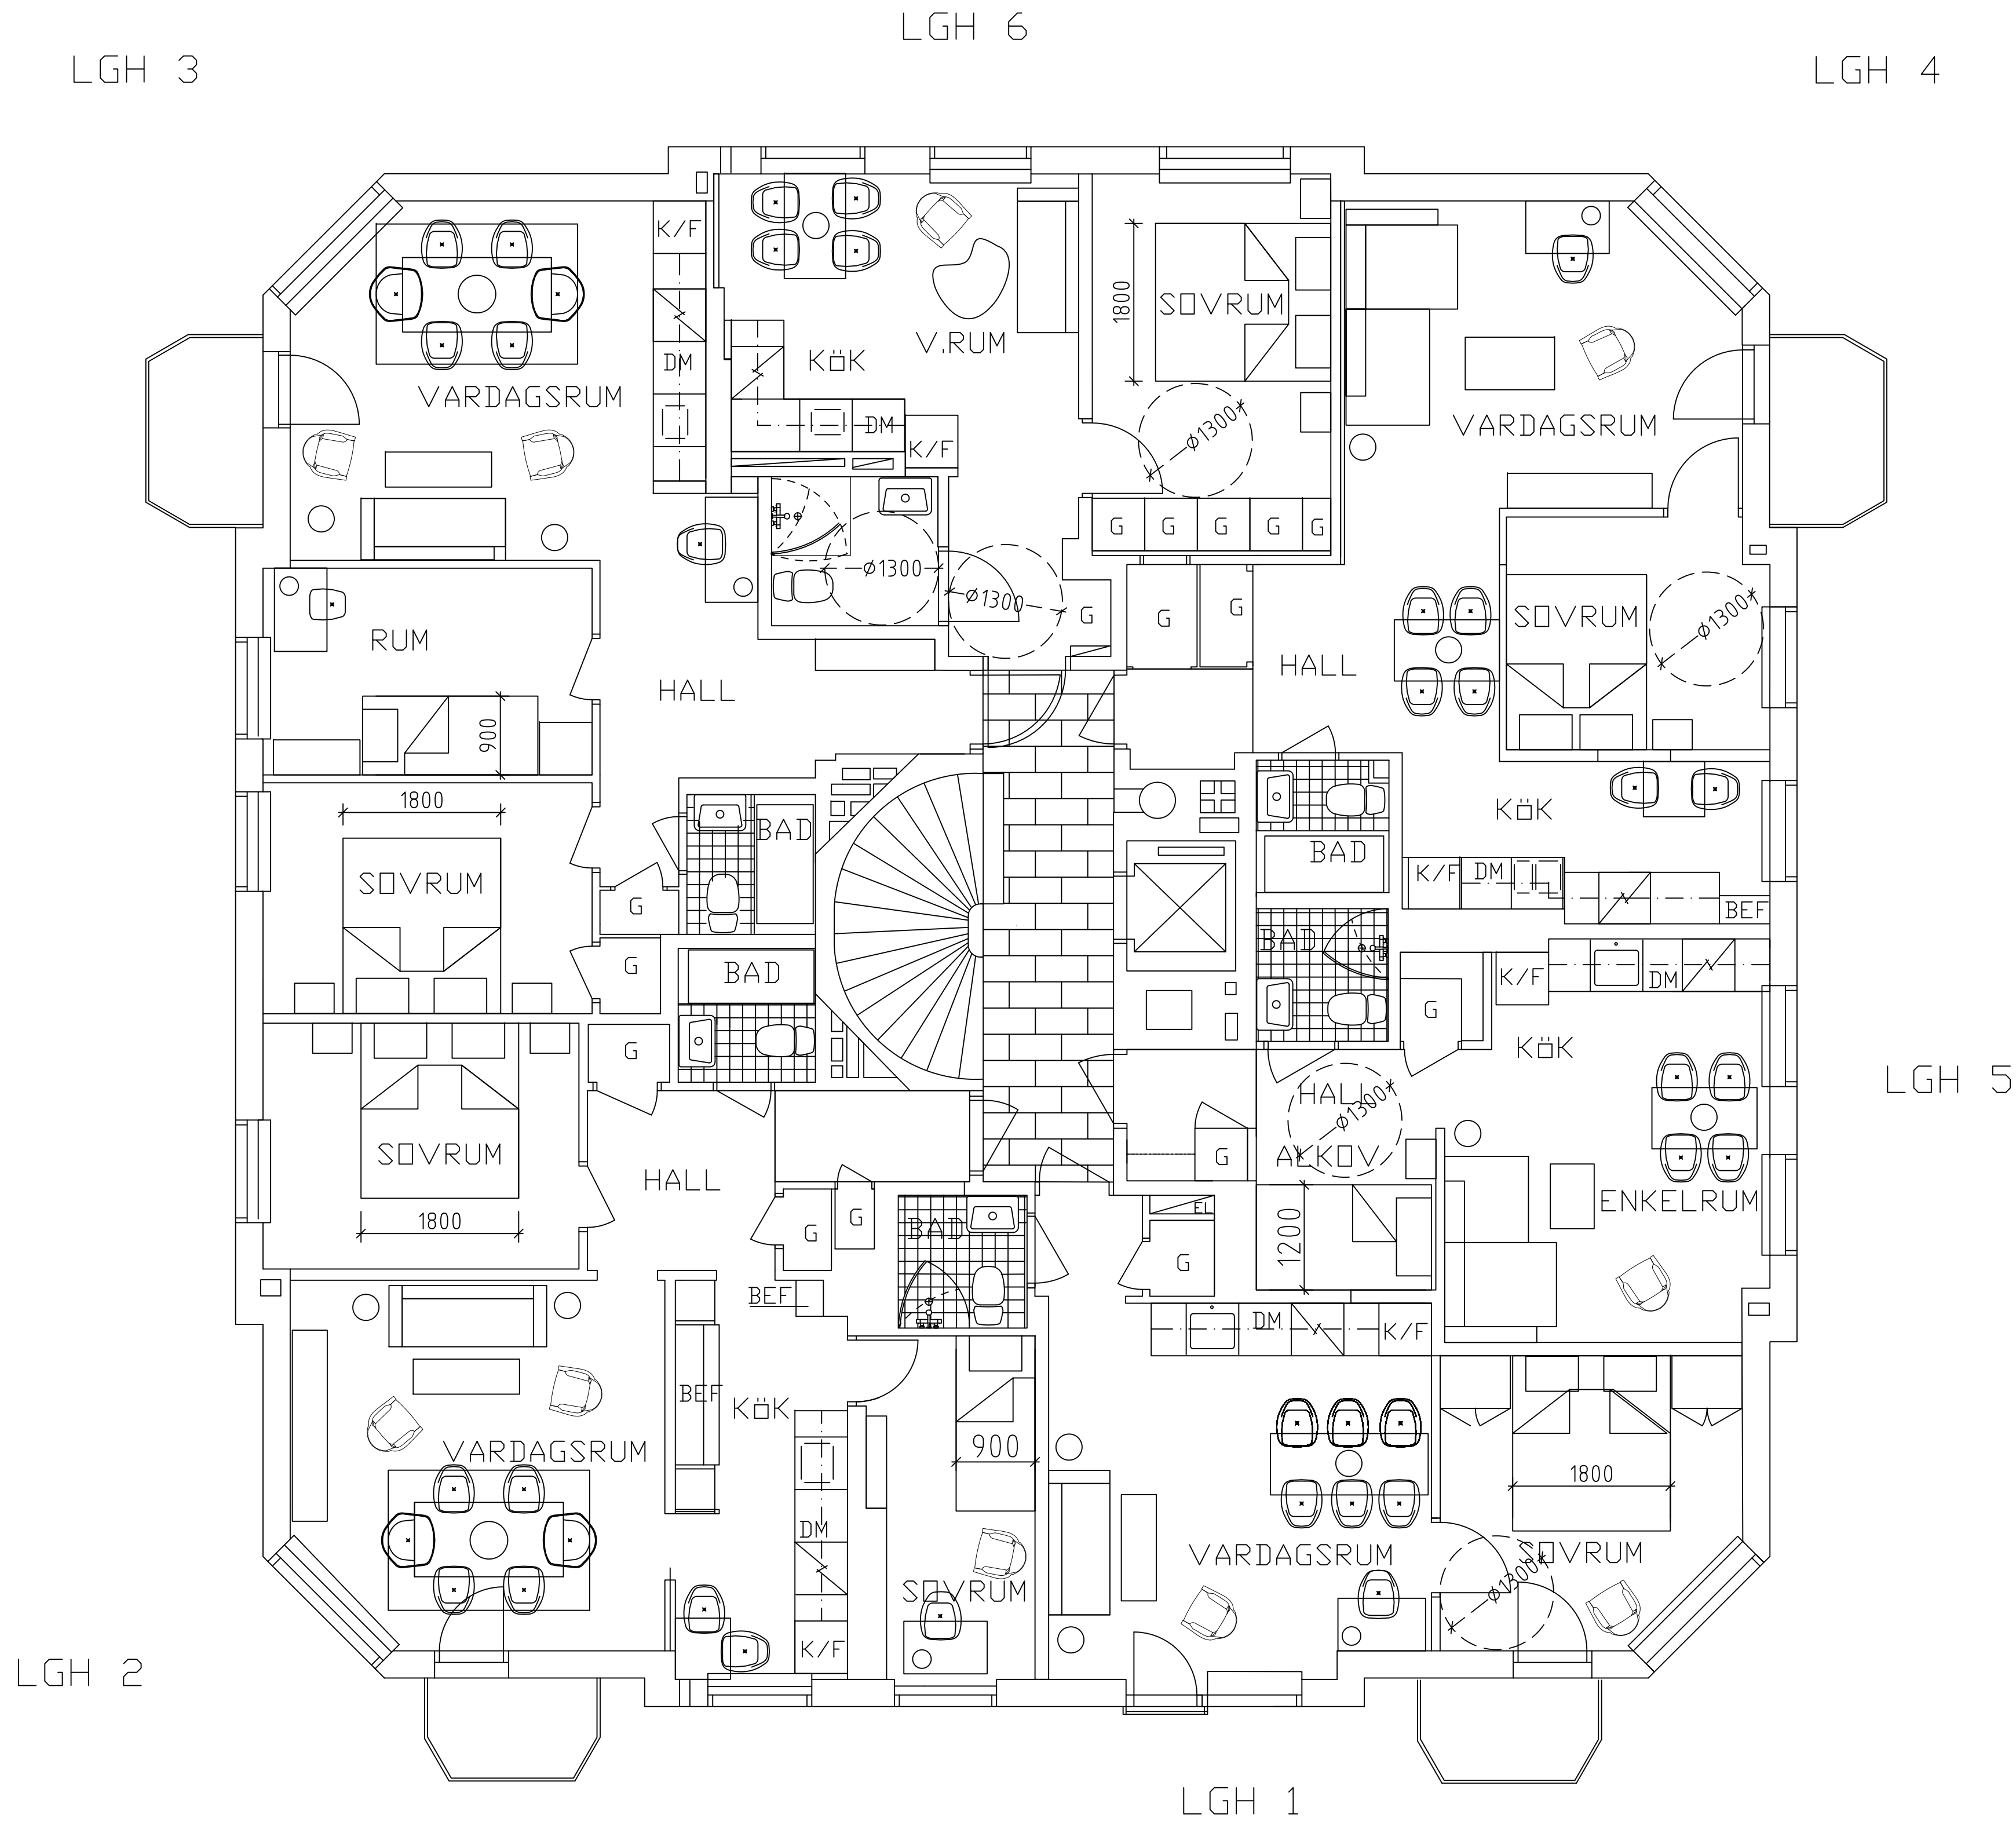 LGH 6
LGH 3
LGH 4
K/F
1800
SOVRUM
V.RUM
KÖK
DM
VARDAGSRUM
DM
K/F
ø1300
VARDAGSRUM
G
G
G
G
G
ø1300
ø1300
G
G
G
SOVRUM
ø1300
RUM
HALL
HALL
900
1800
BAD
BAD
KÖK
SOVRUM
K/F
DM
BEF
G
G
BAD
BAD
K/F
DM
G
KÖK
G
HALL
ø1300
LGH 5
SOVRUM
ALKOV
G
HALL
ENKELRUM
1800
G
G
BAD
EL
G
1200
BEF
DM
K/F
BEF
KÖK
900
VARDAGSRUM
1800
DM
VARDAGSRUM
SOVRUM
ø1300
SOVRUM
K/F
LGH 2
LGH 1